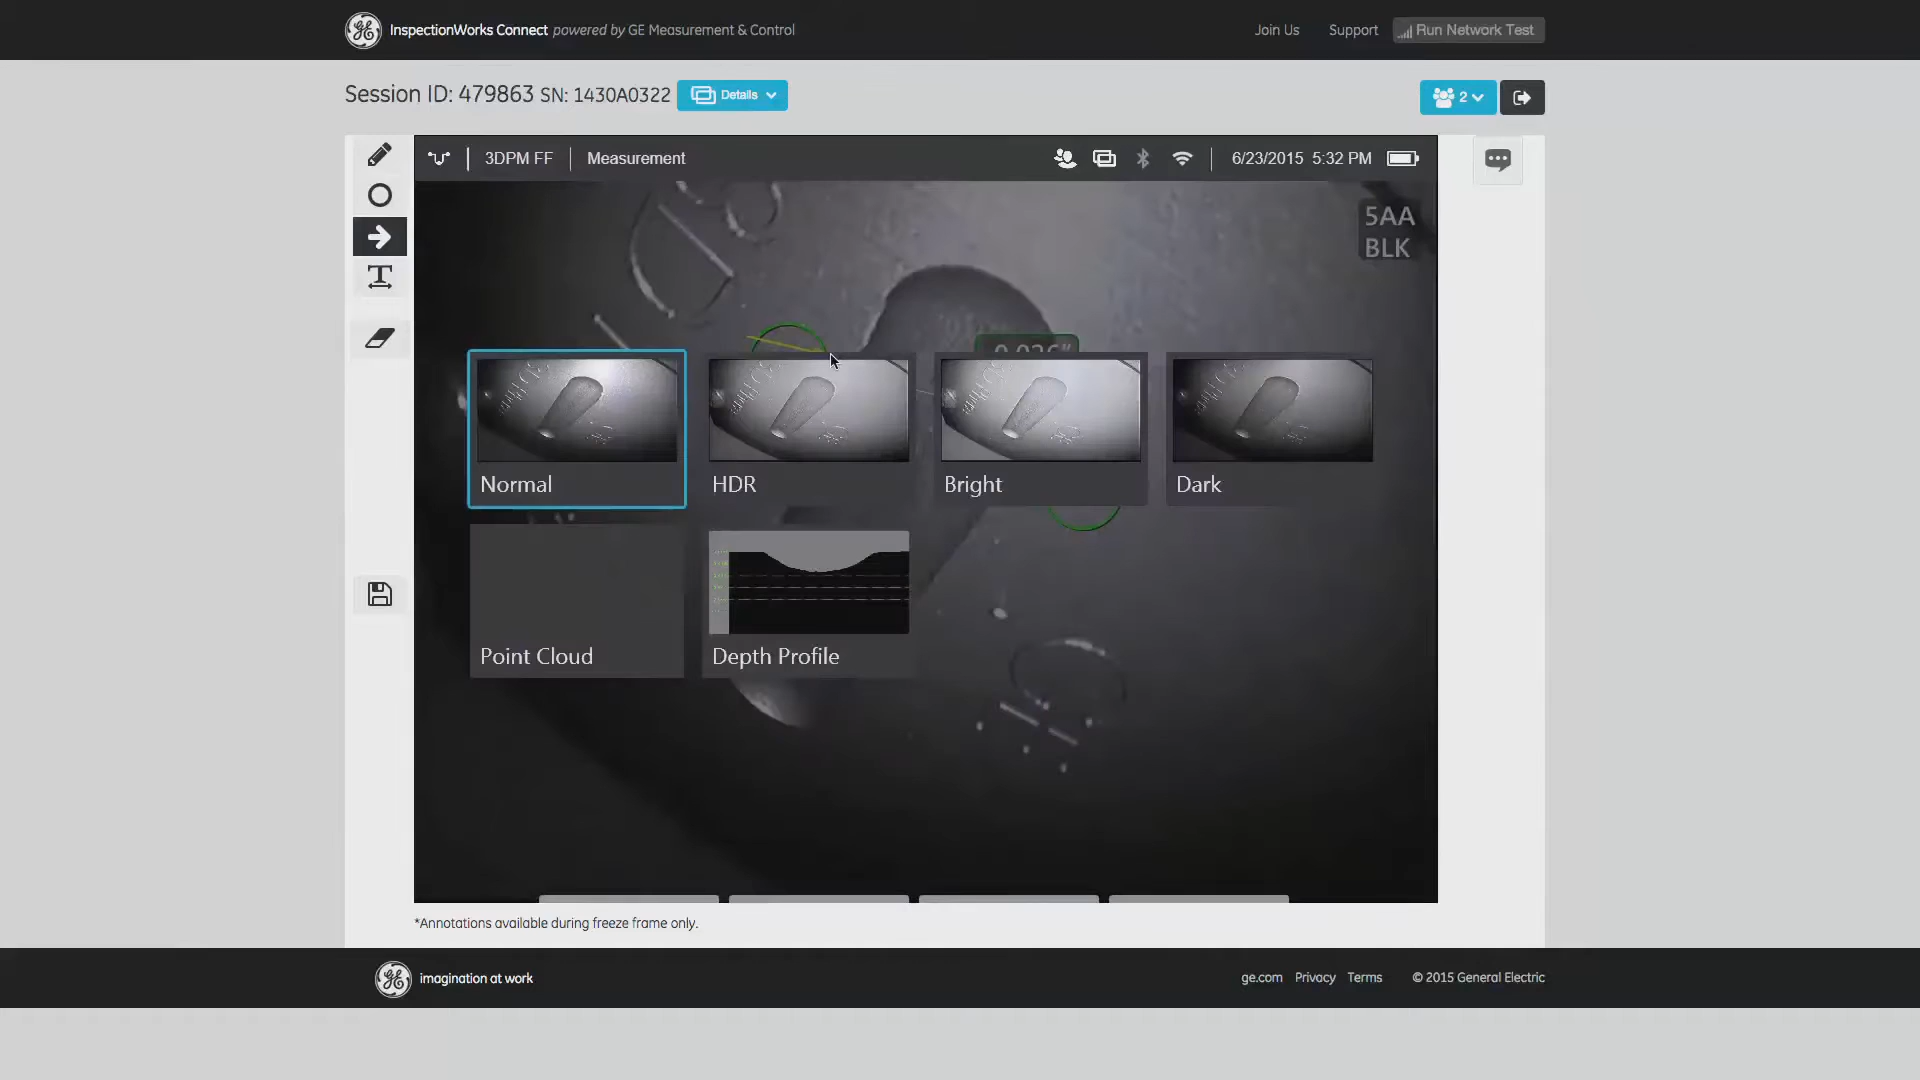 InspectionWorks Connect powered by GE Measurement & Control
Join Us
Support
Run Network Test
Session ID: 479863 SN: 1430A0322
Details
2
3DPM FF
Measurement
6/23/2015 5:32 PM
5AA
BLK
Normal
HDR
Bright
Dark
Point Cloud
Depth Profile
*Annotations available during freeze frame only.
imagination at work
ge.com
Privacy
Terms
© 2015 General Electric